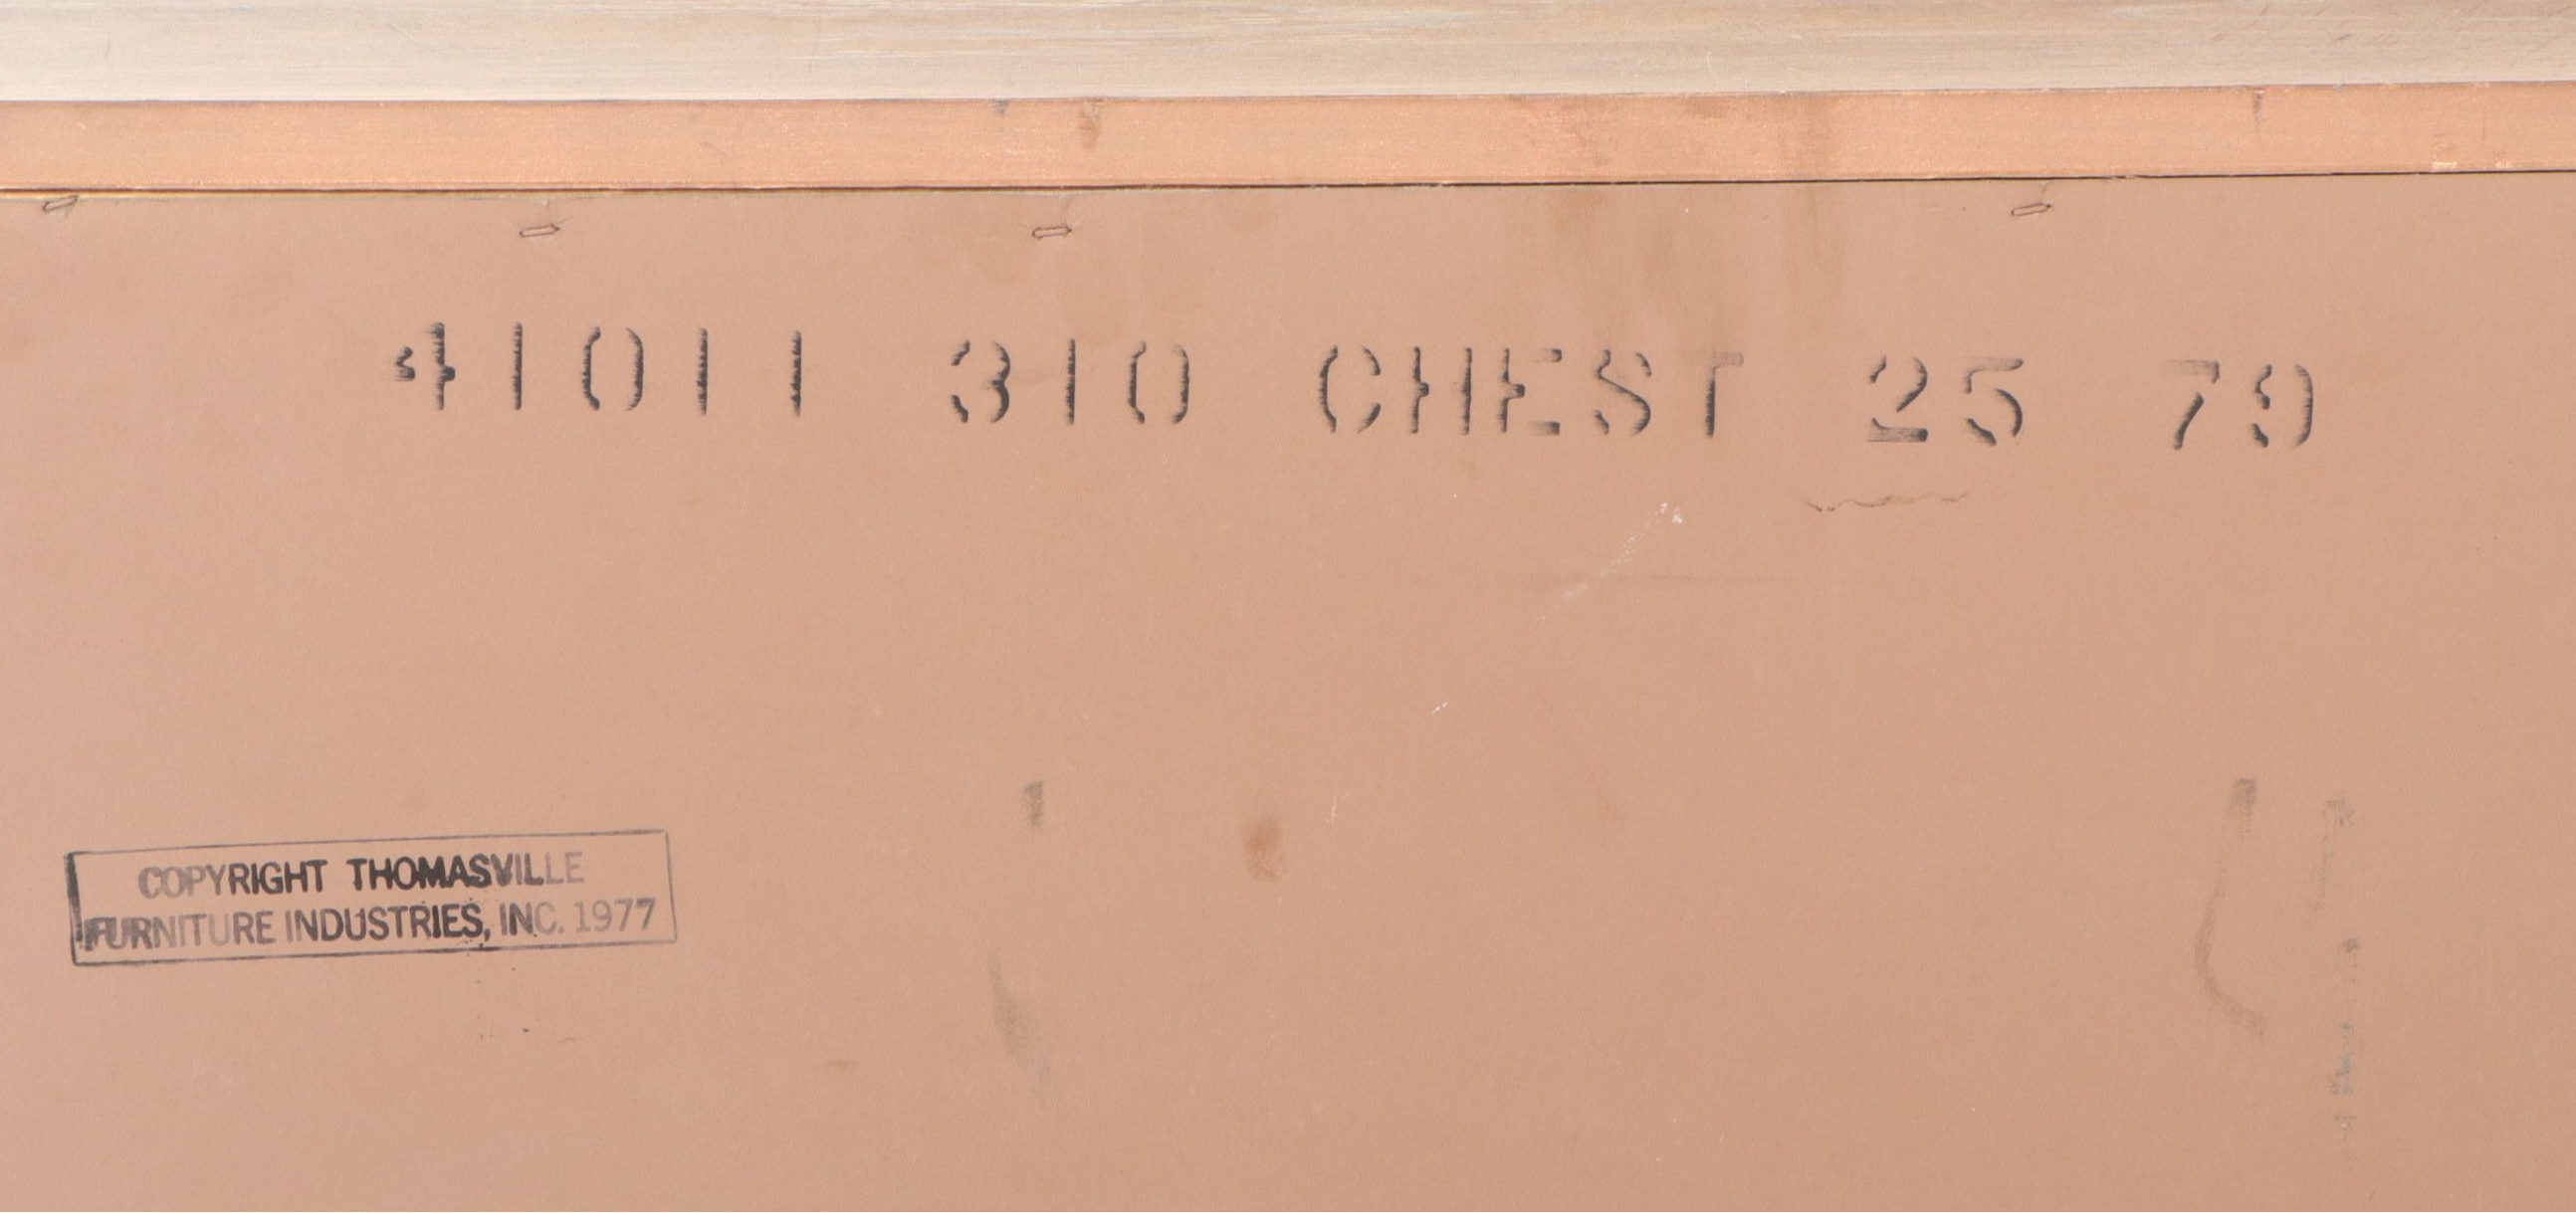 41011 310 CHEST 25 79
COPYRIGHT THOMASVILLE
FURNITURE INDUSTRIES, INC. 1977